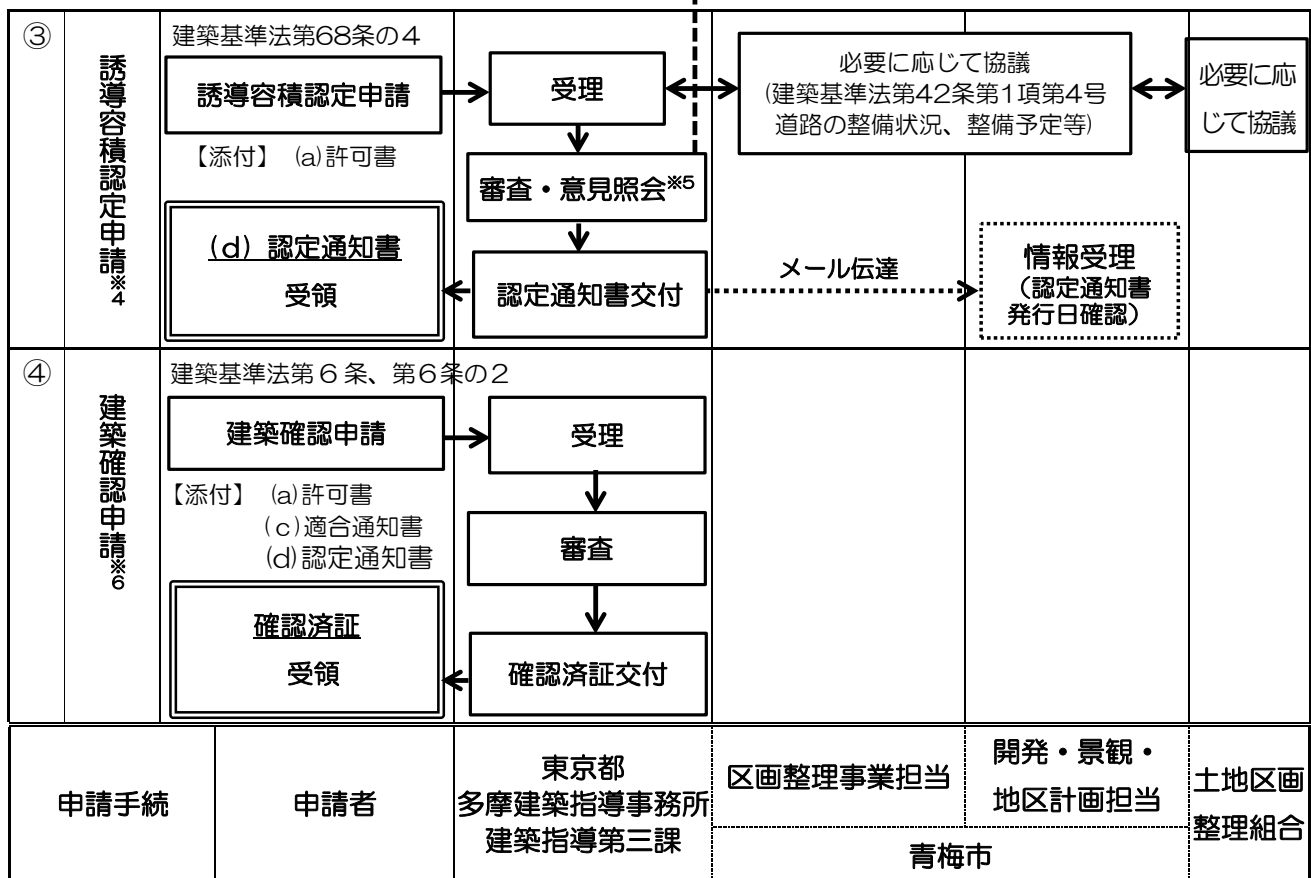 ③
誘導容積認定申請※4
建築基準法第68条の4
誘導容積認定申請
【添付】 (a)許可書
(d) 認定通知書
受領
受理
審査・意見照会※5
認定通知書交付
必要に応じて協議
(建築基準法第42条第1項第4号
道路の整備状況、整備予定等)
必要に応
じて協議
メール伝達
情報受理
(認定通知書
発行日確認)
④
建築確認申請※6
建築基準法第6条、第6条の2
建築確認申請
【添付】 (a)許可書
(c)適合通知書
(d)認定通知書
確認済証
受領
受理
審査
確認済証交付
申請手続
申請者
東京都
多摩建築指導事務所
建築指導第三課
区画整理事業担当
開発・景観・
地区計画担当
青梅市
土地区画
整理組合